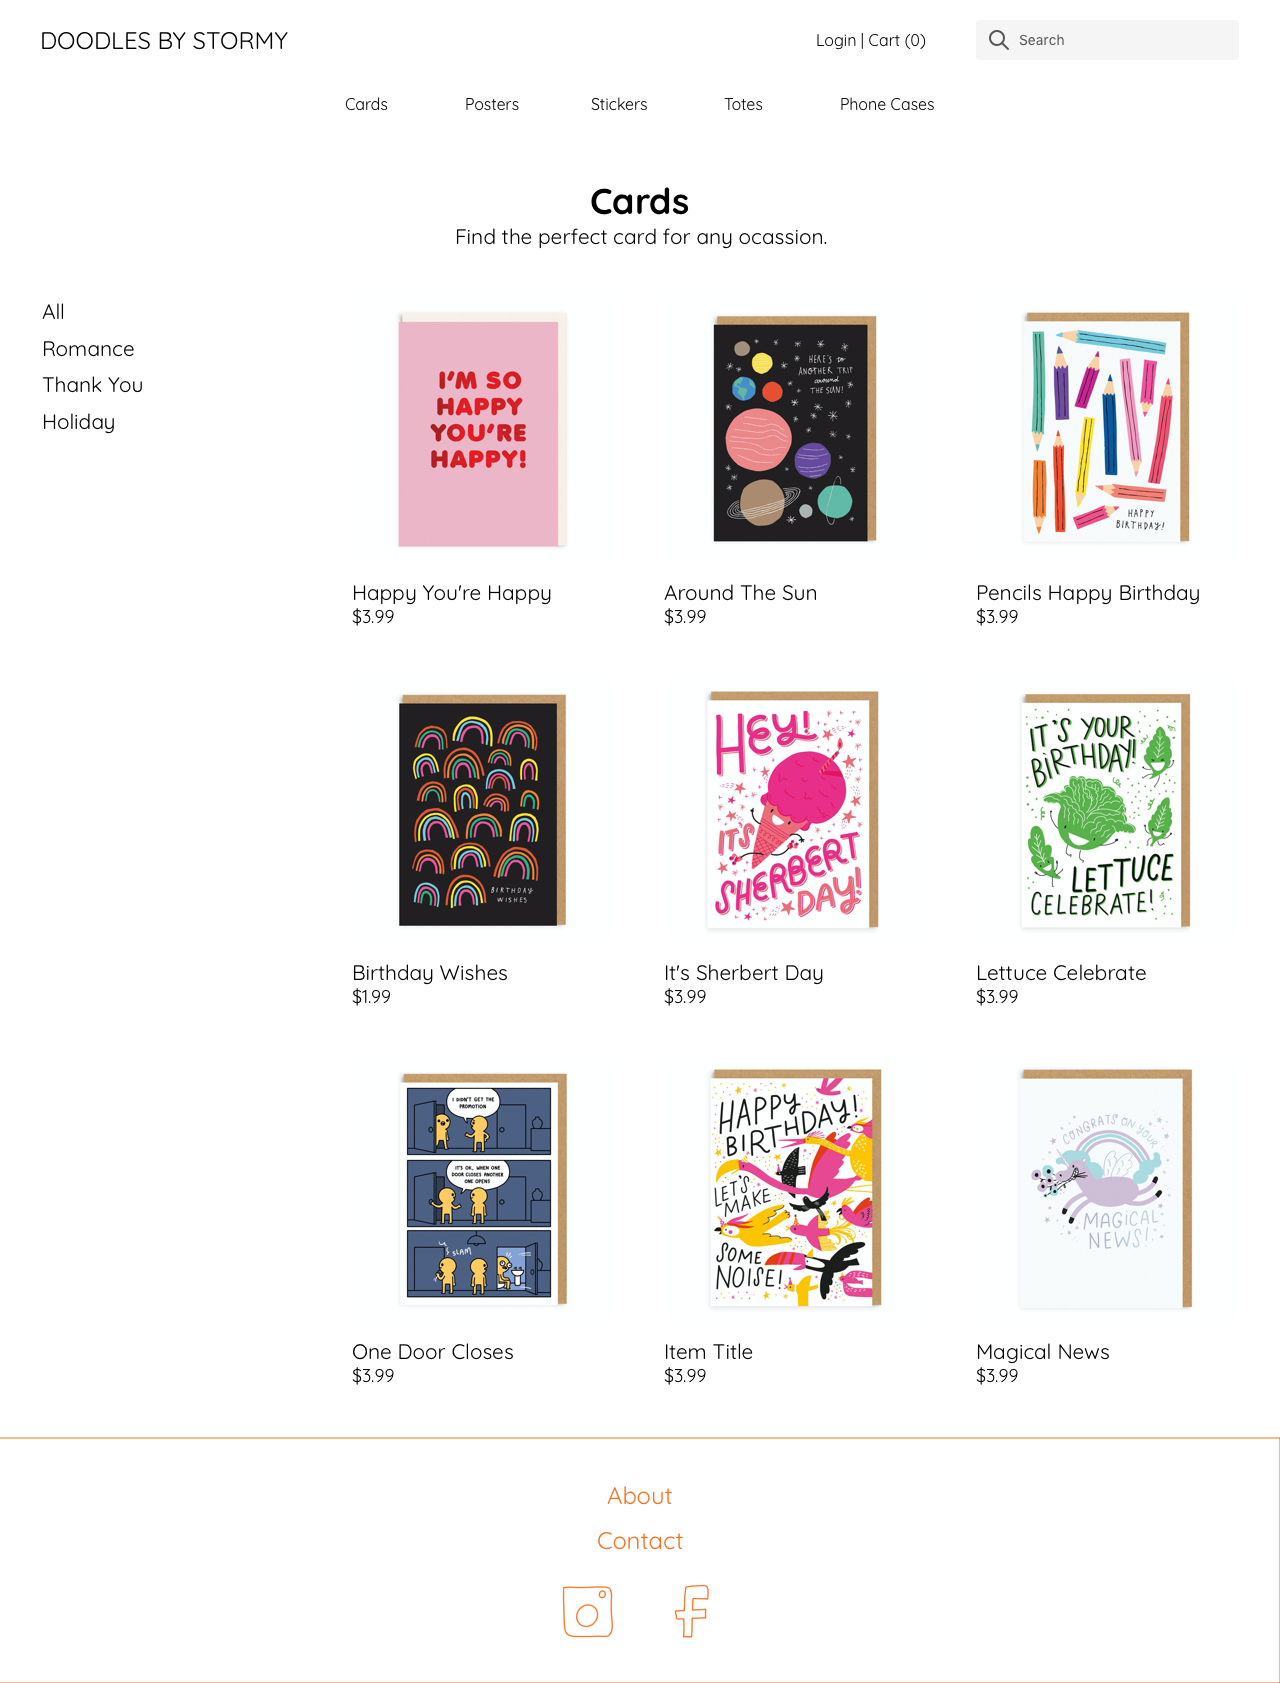 DOODLES BY STORMY
Login | Cart (0)
Search
Cards
Posters
Stickers
Totes
Phone Cases
Cards
Find the perfect card for any ocassion.
All
Romance
Thank You
Holiday
I'M SO
HAPPY
YOU'RE
HAPPY!
HERE'S to
ANOTHER TRIP
around
THE SUN!
HAPPY
BIRTHDAY!
Happy You're Happy
$3.99
Around The Sun
$3.99
Pencils Happy Birthday
$3.99
BIRTHDAY
WISHES
HEY!
IT'S
SHERBERT
DAY!
IT'S YOUR
BIRTHDAY!
LETTUCE
CELEBRATE!
Birthday Wishes
$1.99
It's Sherbert Day
$3.99
Lettuce Celebrate
$3.99
I DIDN'T GET THE
PROMOTION
IT'S OK, WHEN ONE
DOOR CLOSES ANOTHER
ONE OPENS
SLAM
HAPPY
BIRTHDAY!
LET'S
MAKE
SOME
NOISE!
CONGRATS ON YOUR
MAGICAL
NEWS!
One Door Closes
$3.99
Item Title
$3.99
Magical News
$3.99
About
Contact